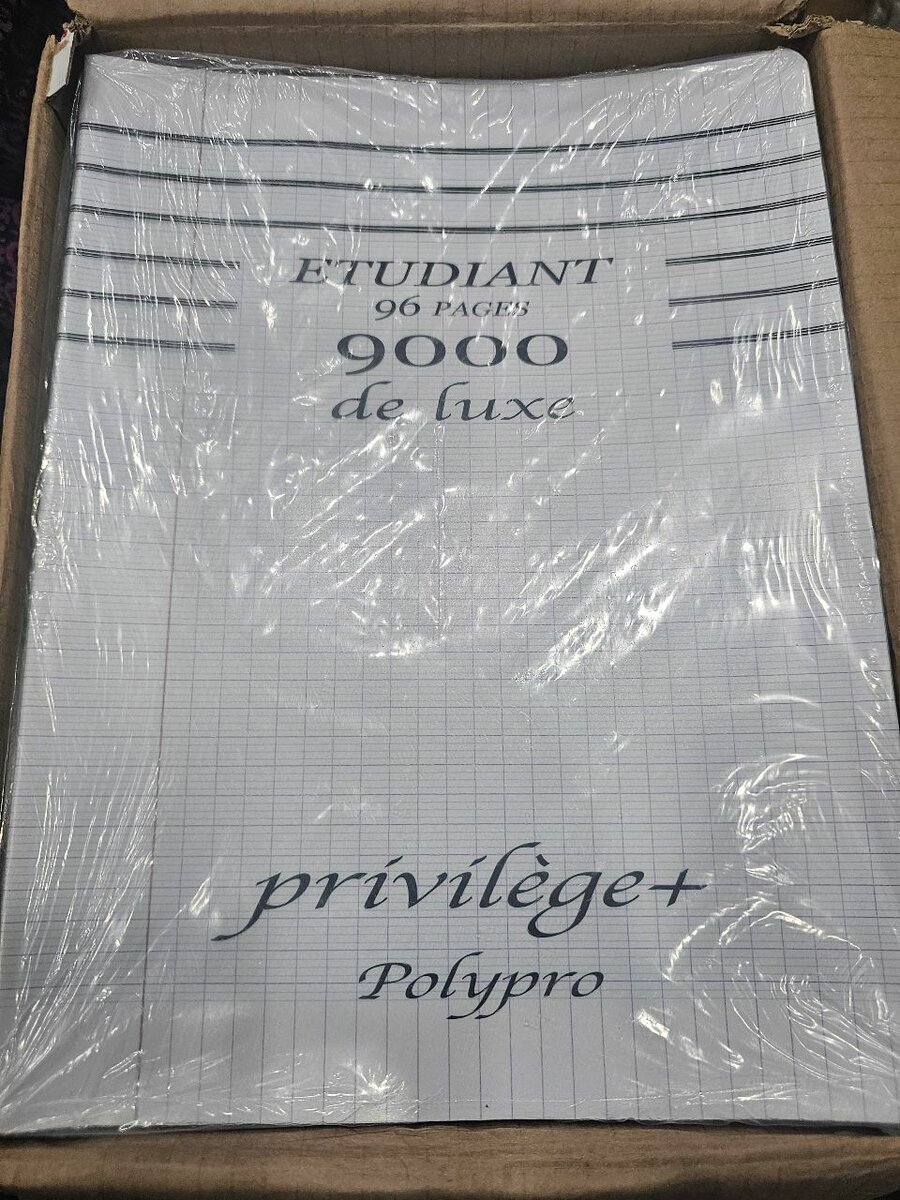 ETUDIANT
96 PAGES
9000
de luxe
privilège+
Polypro